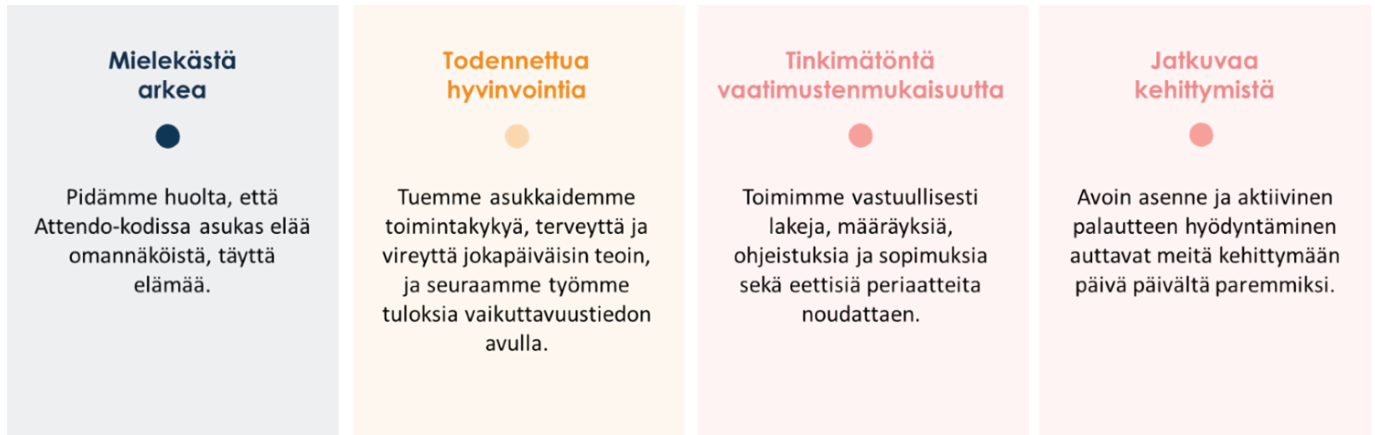 Mielekästä
arkea
Pidämme huolta, että
Attendo-kodissa asukas elää
omannäköistä, täyttä
elämää.
Todennettua
hyvinvointia
Tuemme asukkaidemme
toimintakykyä, terveyttä ja
vireyttä jokapäiväisin teoin,
ja seuraamme työmme
tuloksia vaikuttavuustiedon
avulla.
Tinkimätöntä
vaatimustenmukaisuutta
Toimimme vastuullisesti
lakeja, määräyksiä,
ohjeistuksia ja sopimuksia
sekä eettisiä periaatteita
noudattaen.
Jatkuvaa
kehittymistä
Avoin asenne ja aktiivinen
palautteen hyödyntäminen
auttavat meitä kehittymään
päivä päivältä paremmiksi.